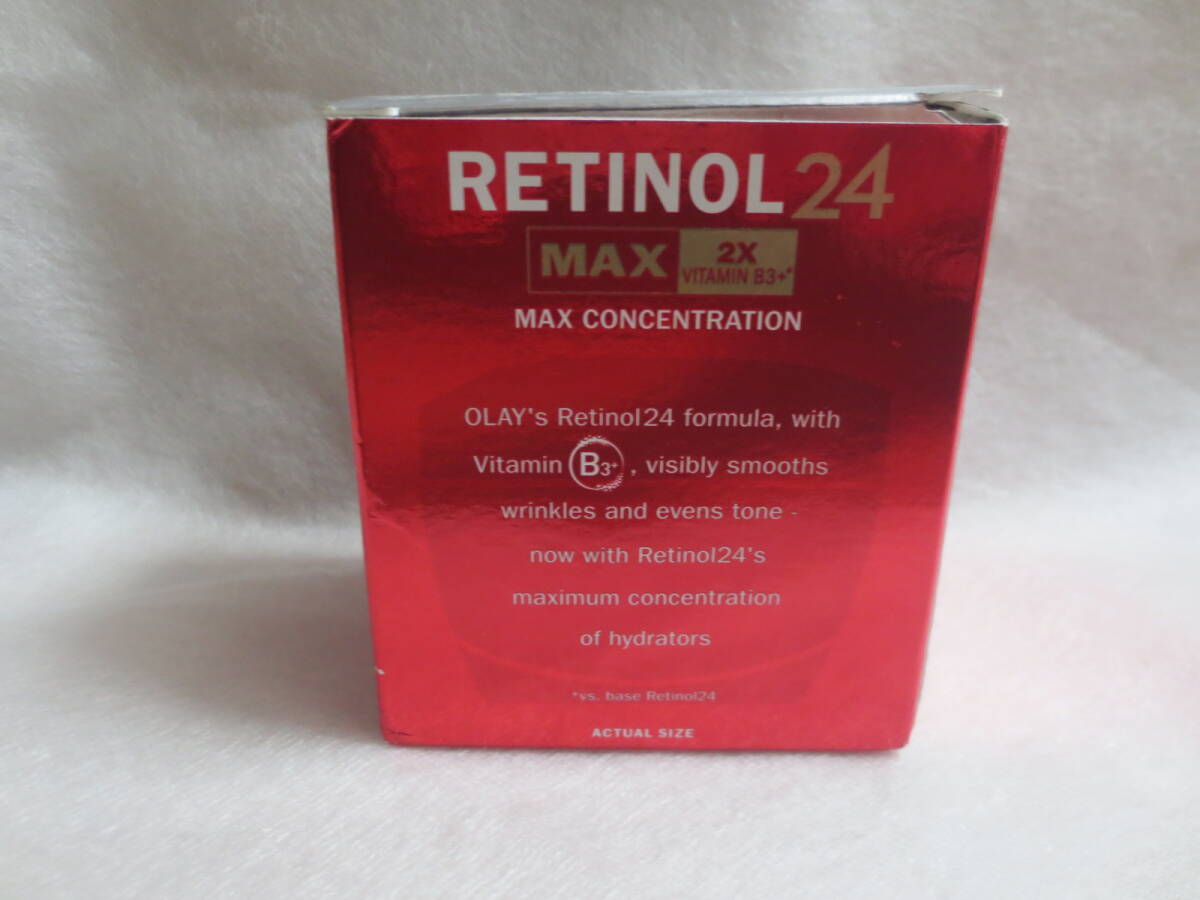 RETINOL24
MAX 2X
VITAMIN B3+*
MAX CONCENTRATION
OLAY's Retinol24 formula, with
Vitamin B3+, visibly smooths
wrinkles and evens tone -
now with Retinol24's
maximum concentration
of hydrators
*vs. base Retinol24
ACTUAL SIZE